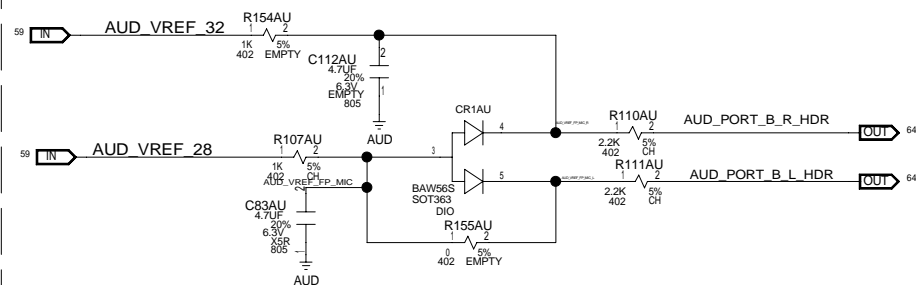 R154AU
59 IN AUD_VREF_32 1 2
1K 5%
402 EMPTY
C112AU 2
4.7UF
20%
6.3V
EMPTY 1
805
AUD
CR1AU
4
AUD_VREF_FP_MIC_R
R110AU
1 2
2.2K 5%
402 CH
AUD_PORT_B_R_HDR
OUT 64
R107AU
59 IN AUD_VREF_28 1 2
1K 5%
402 CH
AUD_VREF_FP_MIC
3
BAW56S
SOT363
DIO
5
AUD_VREF_FP_MIC_L
R111AU
1 2
2.2K 5%
402 CH
AUD_PORT_B_L_HDR
OUT 64
2
C83AU
4.7UF
20%
6.3V
X5R
805
AUD
R155AU
1 2
0 5%
402 EMPTY